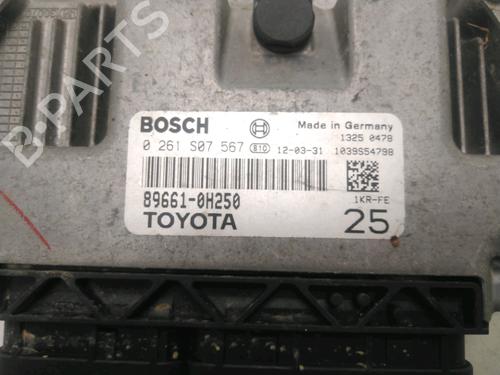 B-PARTS
BOSCH
Made in Germany
1325 0478
0 261 S07 567 B10 12-03-31 1039S54798
89661-0H250
1KR-FE
TOYOTA 25